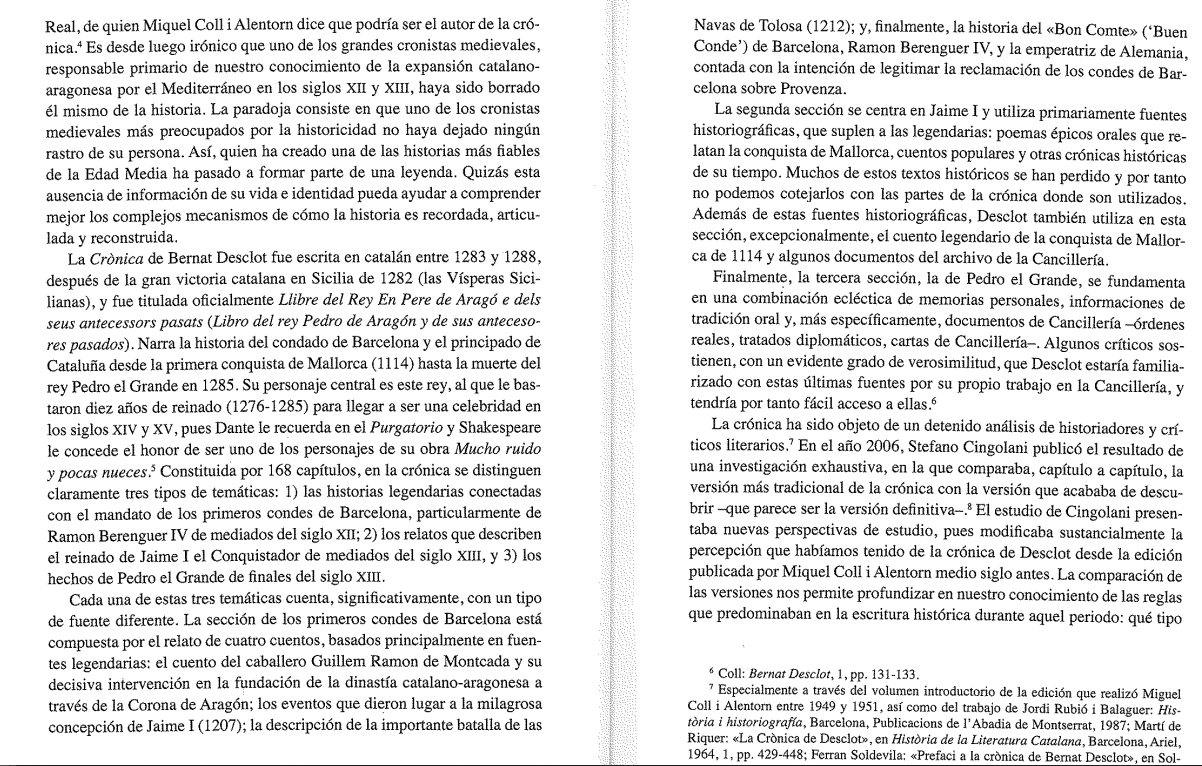 Real, de quien Miquel Coll i Alentorn dice que podría ser el autor de la cró-
nica.⁴ Es desde luego irónico que uno de los grandes cronistas medievales,
responsable primario de nuestro conocimiento de la expansión catalano-
aragonesa por el Mediterráneo en los siglos XII y XIII, haya sido borrado
él mismo de la historia. La paradoja consiste en que uno de los cronistas
medievales más preocupados por la historicidad no haya dejado ningún
rastro de su persona. Así, quien ha creado una de las historias más fiables
de la Edad Media ha pasado a formar parte de una leyenda. Quizás esta
ausencia de información de su vida e identidad pueda ayudar a comprender
mejor los complejos mecanismos de cómo la historia es recordada, articu-
lada y reconstruida.
La Crònica de Bernat Desclot fue escrita en catalán entre 1283 y 1288,
después de la gran victoria catalana en Sicilia de 1282 (las Vísperas Sici-
lianas), y fue titulada oficialmente Llibre del Rey En Pere de Aragó e dels
seus antecessors pasats (Libro del rey Pedro de Aragón y de sus anteceso-
res pasados). Narra la historia del condado de Barcelona y el principado de
Cataluña desde la primera conquista de Mallorca (1114) hasta la muerte del
rey Pedro el Grande en 1285. Su personaje central es este rey, al que le bas-
taron diez años de reinado (1276-1285) para llegar a ser una celebridad en
los siglos XIV y XV, pues Dante le recuerda en el Purgatorio y Shakespeare
le concede el honor de ser uno de los personajes de su obra Mucho ruido
y pocas nueces.⁵ Constituida por 168 capítulos, en la crónica se distinguen
claramente tres tipos de temáticas: 1) las historias legendarias conectadas
con el mandato de los primeros condes de Barcelona, particularmente de
Ramon Berenguer IV de mediados del siglo XII; 2) los relatos que describen
el reinado de Jaime I el Conquistador de mediados del siglo XIII, y 3) los
hechos de Pedro el Grande de finales del siglo XIII.
Cada una de estas tres temáticas cuenta, significativamente, con un tipo
de fuente diferente. La sección de los primeros condes de Barcelona está
compuesta por el relato de cuatro cuentos, basados principalmente en fuen-
tes legendarias: el cuento del caballero Guillem Ramon de Montcada y su
decisiva intervención en la fundación de la dinastía catalano-aragonesa a
través de la Corona de Aragón; los eventos que dieron lugar a la milagrosa
concepción de Jaime I (1207); la descripción de la importante batalla de las
Navas de Tolosa (1212); y, finalmente, la historia del «Bon Comte» (‘Buen
Conde’) de Barcelona, Ramon Berenguer IV, y la emperatriz de Alemania,
contada con la intención de legitimar la reclamación de los condes de Bar-
celona sobre Provenza.
La segunda sección se centra en Jaime I y utiliza primariamente fuentes
historiográficas, que suplen a las legendarias: poemas épicos orales que re-
latan la conquista de Mallorca, cuentos populares y otras crónicas históricas
de su tiempo. Muchos de estos textos históricos se han perdido y por tanto
no podemos cotejarlos con las partes de la crónica donde son utilizados.
Además de estas fuentes historiográficas, Desclot también utiliza en esta
sección, excepcionalmente, el cuento legendario de la conquista de Mallor-
ca de 1114 y algunos documentos del archivo de la Cancillería.
Finalmente, la tercera sección, la de Pedro el Grande, se fundamenta
en una combinación ecléctica de memorias personales, informaciones de
tradición oral y, más específicamente, documentos de Cancillería –órdenes
reales, tratados diplomáticos, cartas de Cancillería–. Algunos críticos sos-
tienen, con un evidente grado de verosimilitud, que Desclot estaría familia-
rizado con estas últimas fuentes por su propio trabajo en la Cancillería, y
tendría por tanto fácil acceso a ellas.⁶
La crónica ha sido objeto de un detenido análisis de historiadores y crí-
ticos literarios.⁷ En el año 2006, Stefano Cingolani publicó el resultado de
una investigación exhaustiva, en la que comparaba, capítulo a capítulo, la
versión más tradicional de la crónica con la versión que acababa de descu-
brir –que parece ser la versión definitiva–.⁸ El estudio de Cingolani presen-
taba nuevas perspectivas de estudio, pues modificaba sustancialmente la
percepción que habíamos tenido de la crónica de Desclot desde la edición
publicada por Miquel Coll i Alentorn medio siglo antes. La comparación de
las versiones nos permite profundizar en nuestro conocimiento de las reglas
que predominaban en la escritura histórica durante aquel periodo: qué tipo
⁶ Coll: Bernat Desclot, 1, pp. 131-133.
⁷ Especialmente a través del volumen introductorio de la edición que realizó Miguel
Coll i Alentorn entre 1949 y 1951, así como del trabajo de Jordi Rubió i Balaguer: His-
tòria i historiografía, Barcelona, Publicacions de l’Abadia de Montserrat, 1987; Martí de
Riquer: «La Crònica de Desclot», en Història de la Literatura Catalana, Barcelona, Ariel,
1964, 1, pp. 429-448; Ferran Soldevila: «Prefaci a la crònica de Bernat Desclot», en Sol-